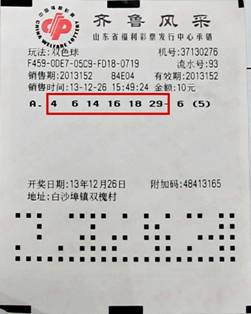 中国福利彩票
CHINA WELFARE LOTTERY
齐鲁风采
山东省福利彩票发行中心承销
玩法:双色球 机号:37130276
F459-0DE7-05C9-FD18-0719 流水号:93
销售期:2013152 84E04 有效期:2013152
销售时间:13-12-26 15:49:24 金额:10元
A. 4 6 14 16 18 29- 6 (5)
开奖日期:13年12月26日 附加码:48413165
地址:白沙埠镇双槐村